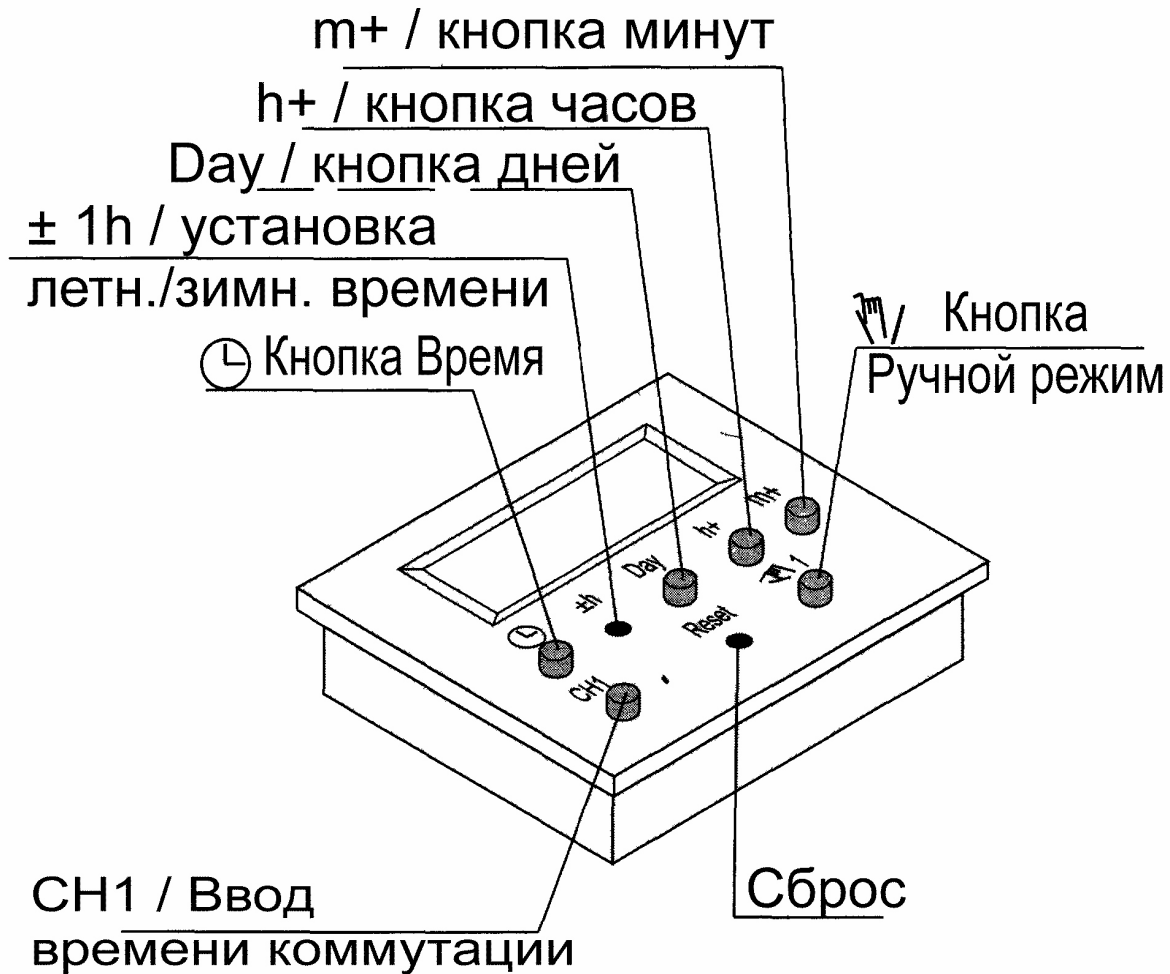 m+ / кнопка минут
h+ / кнопка часов
Day / кнопка дней
± 1h / установка
летн./зимн. времени
Кнопка Время
Кнопка
Ручной режим
m+
h+
1
Day
±h
Reset
CH1
CH1 / Ввод
времени коммутации
Сброс